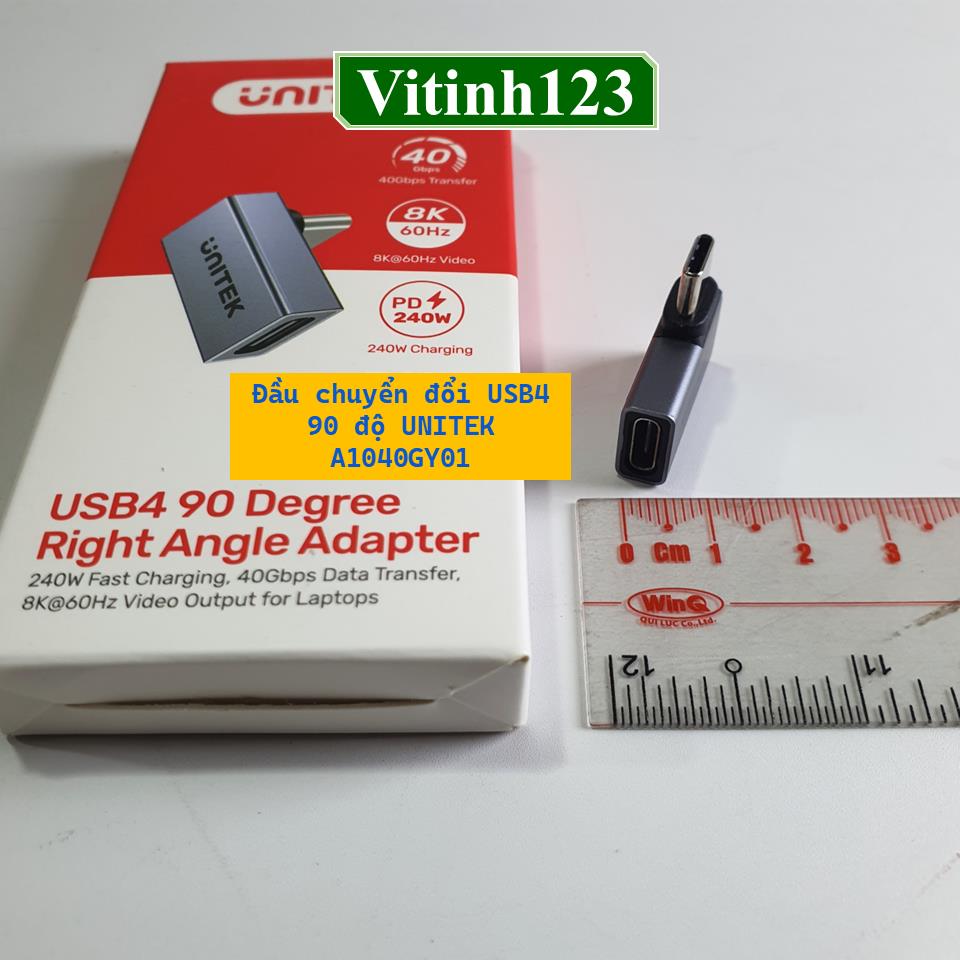 Vitinh123
40
Gbps
40Gbps Transfer
8K
60Hz
8K@60Hz Video
PD
240W
240W Charging
UNITEK
Đầu chuyển đổi USB4
90 độ UNITEK
A1040GY01
USB4 90 Degree
Right Angle Adapter
240W Fast Charging, 40Gbps Data Transfer,
8K@60Hz Video Output for Laptops
0 Cm 1 2 3
WinQ
QUI LUC Co.,Ltd.
12 0 11